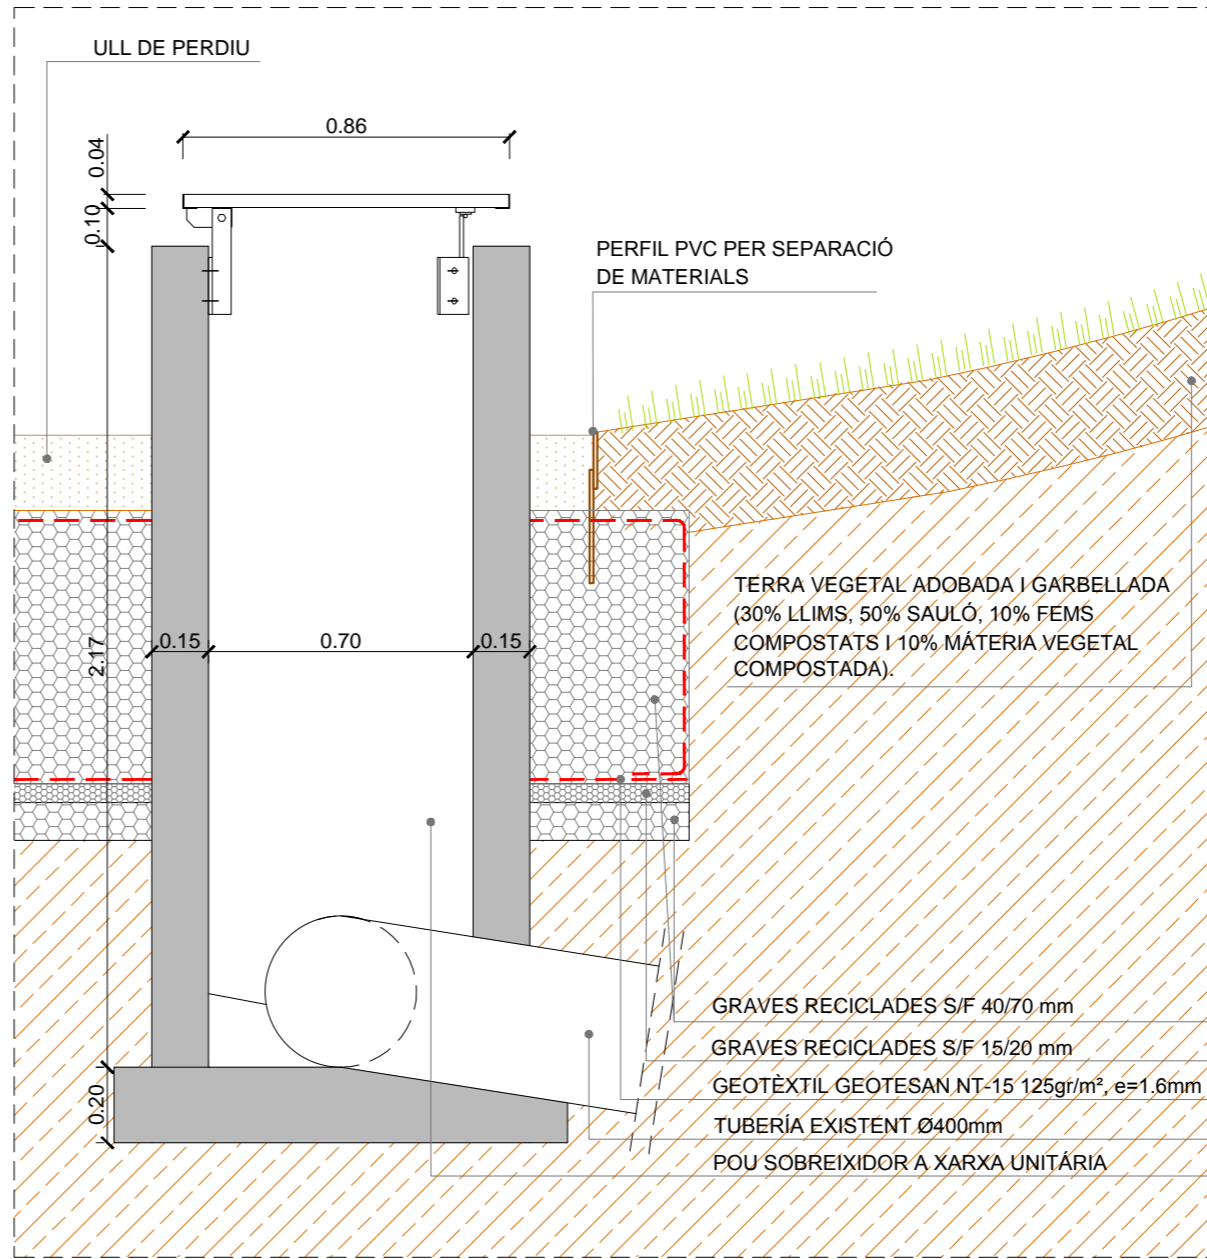 ULL DE PERDIU
0.86
0.04
0.10
PERFIL PVC PER SEPARACIÓ
DE MATERIALS
TERRA VEGETAL ADOBADA I GARBELLADA
(30% LLIMS, 50% SAULÓ, 10% FEMS
COMPOSTATS I 10% MÁTERIA VEGETAL
COMPOSTADA).
0.15
0.70
0.15
2.17
GRAVES RECICLADES S/F 40/70 mm
GRAVES RECICLADES S/F 15/20 mm
GEOTÈXTIL GEOTESAN NT-15 125gr/m², e=1.6mm
0.20
TUBERÍA EXISTENT Ø400mm
POU SOBREIXIDOR A XARXA UNITÁRIA